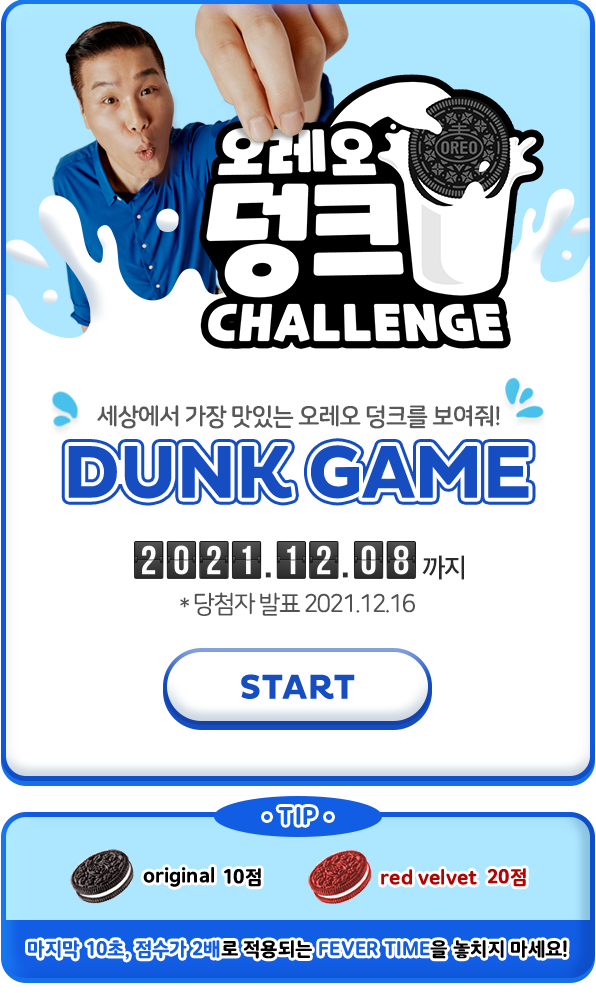 오레오
덩크
OREO
CHALLENGE
세상에서 가장 맛있는 오레오 덩크를 보여줘!
DUNK GAME
2021.12.08 까지
* 당첨자 발표 2021.12.16
START
TIP
original 10점
red velvet 20점
마지막 10초, 점수가 2배로 적용되는 FEVER TIME을 놓치지 마세요!